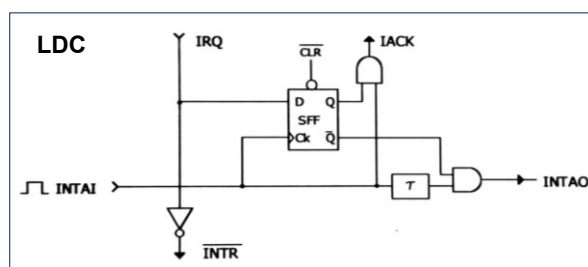 LDC
IRQ
CLR
IACK
D Q
SFF
Ck Q̅
INTAI
τ
INTAO
INTR